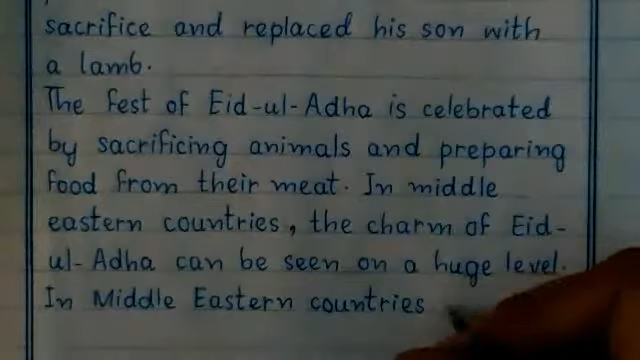 sacrifice and replaced his son with
a lamb.
The Fest of Eid-ul-Adha is celebrated
by sacrificing animals and preparing
food from their meat. In middle
eastern countries, the charm of Eid-
ul-Adha can be seen on a huge level.
In Middle Eastern countries